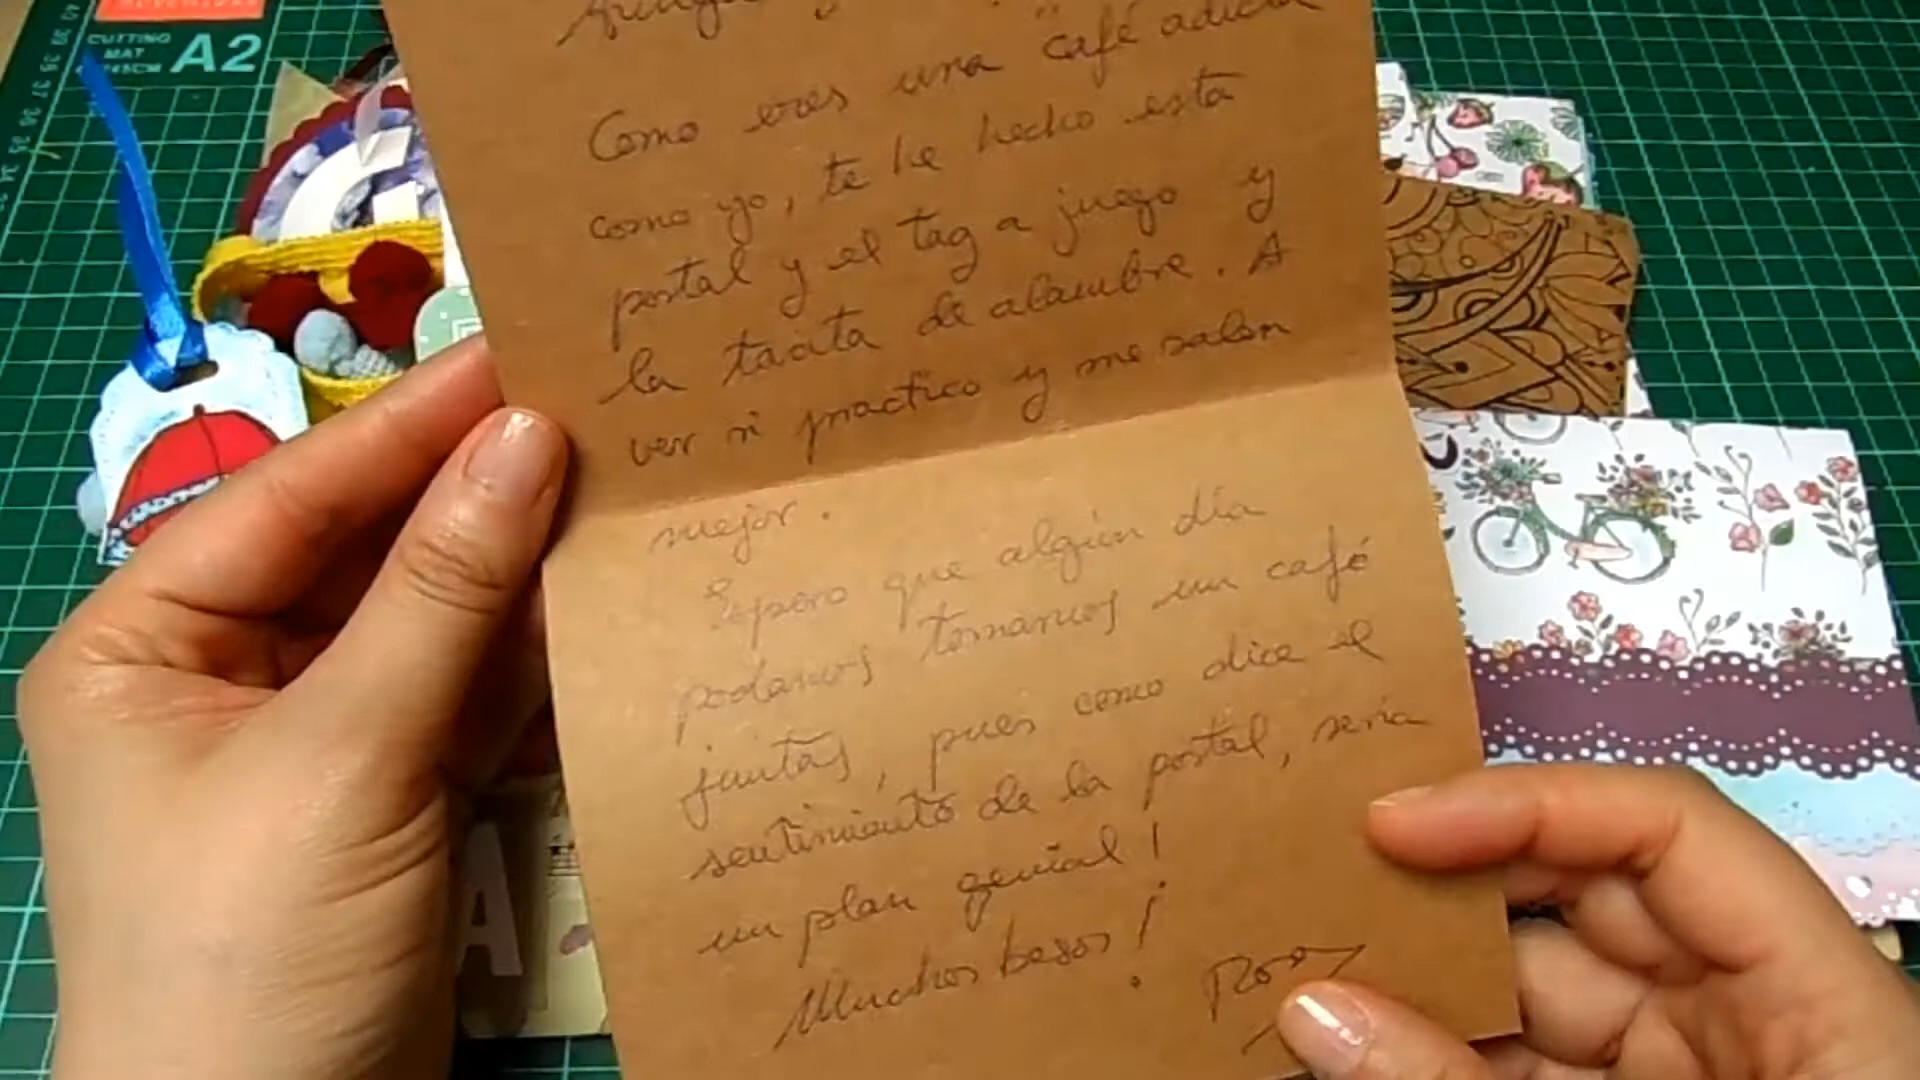 CUTTING
MAT
A2
Como eres una "café adicta
como yo, te he hecho esta
postal y el tag a juego y
la tacita de alambre. A
ver si practico y me salen
mejor.
Espero que algún día
podamos tomarnos un café
juntas, pues como dice el
sentimiento de la postal, sería
un plan genial!
Muchos besos!